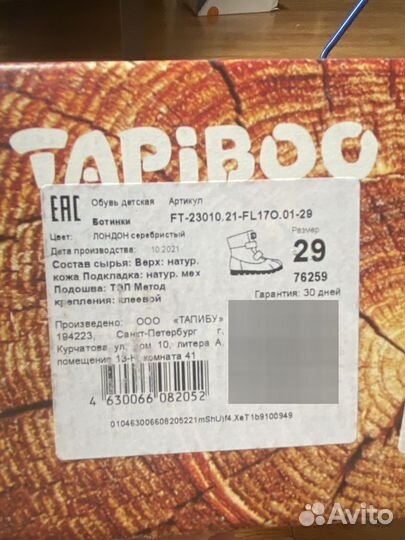 TAPiBOO
EAC
Обувь детская Артикул
Ботинки FT-23010.21-FL17O.01-29
Цвет: ЛОНДОН серебристый
Размер
29
76259
Дата производства: 10.2021
Состав сырья: Верх: натур.
кожа Подкладка: натур. мех
Подошва: ТЭП Метод
крепления: клеевой
Гарантия: 30 дней
Произведено: ООО «ТАПИБУ»
194223, Санкт-Петербург г,
Курчатова ул, дом 10, литера А,
помещение 13-Н, комната 41
4 630066 082052
010463006608205221mShU)f4.XeT1b9100949
Avito